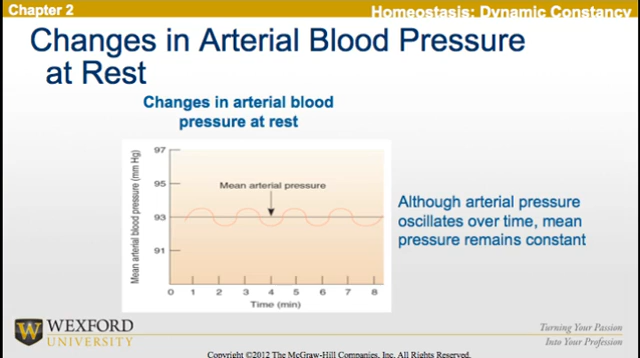 Chapter 2
Homeostasis: Dynamic Constancy
Changes in Arterial Blood Pressure
at Rest
Changes in arterial blood
pressure at rest
Mean arterial blood pressure (mm Hg)
97
95
93
91
Mean arterial pressure
0 1 2 3 4 5 6 7 8
Time (min)
Although arterial pressure
oscillates over time, mean
pressure remains constant
W
WEXFORD
UNIVERSITY
Turning Your Passion
Into Your Profession
Copyright ©2012 The McGraw-Hill Companies, Inc. All Rights Reserved.